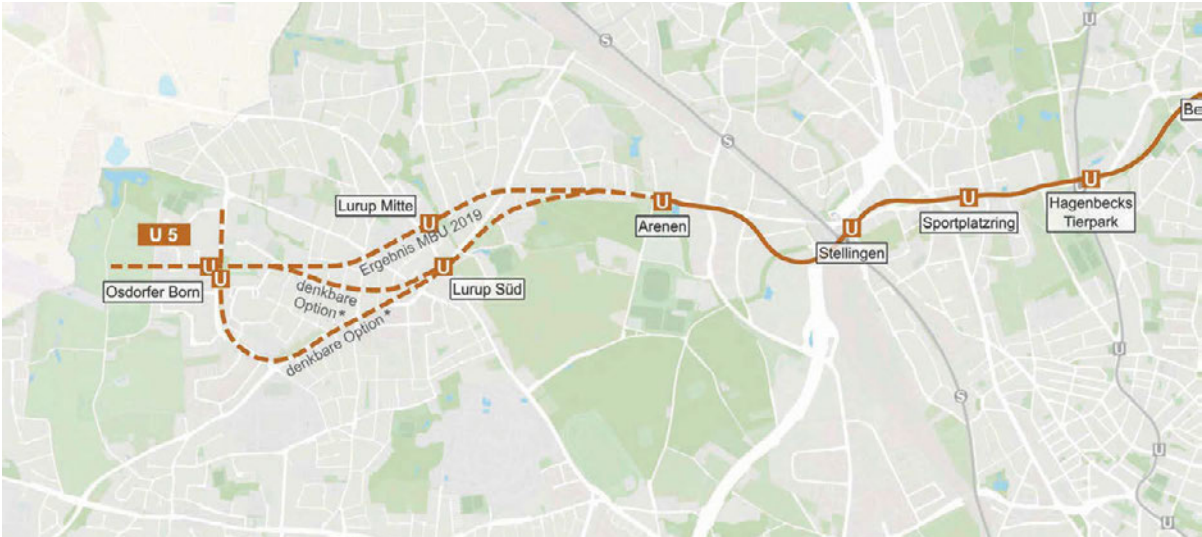 U
S
Be
U
S
U
Hagenbecks
Tierpark
U
Sportplatzring
U
Stellingen
U
Arenen
U
Lurup Mitte
Ergebnis MBU 2019
U 5
U
U
Osdorfer Born
U
Lurup Süd
denkbare
Option*
denkbare Option*
U
S
U
U